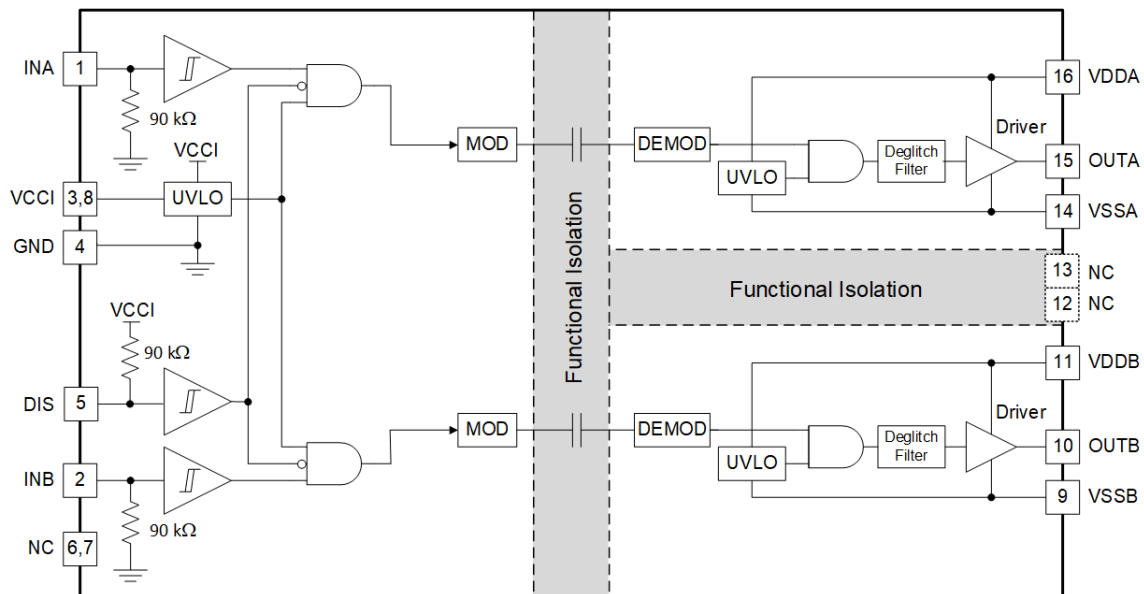 INA
1
90 kΩ
VCCI
VCCI
3,8
UVLO
GND
4
VCCI
90 kΩ
DIS
5
INB
2
90 kΩ
NC
6,7
MOD
MOD
Functional Isolation
DEMOD
UVLO
Deglitch
Filter
Driver
16
VDDA
15
OUTA
14
VSSA
Functional Isolation
13
NC
12
NC
DEMOD
UVLO
Deglitch
Filter
Driver
11
VDDB
10
OUTB
9
VSSB